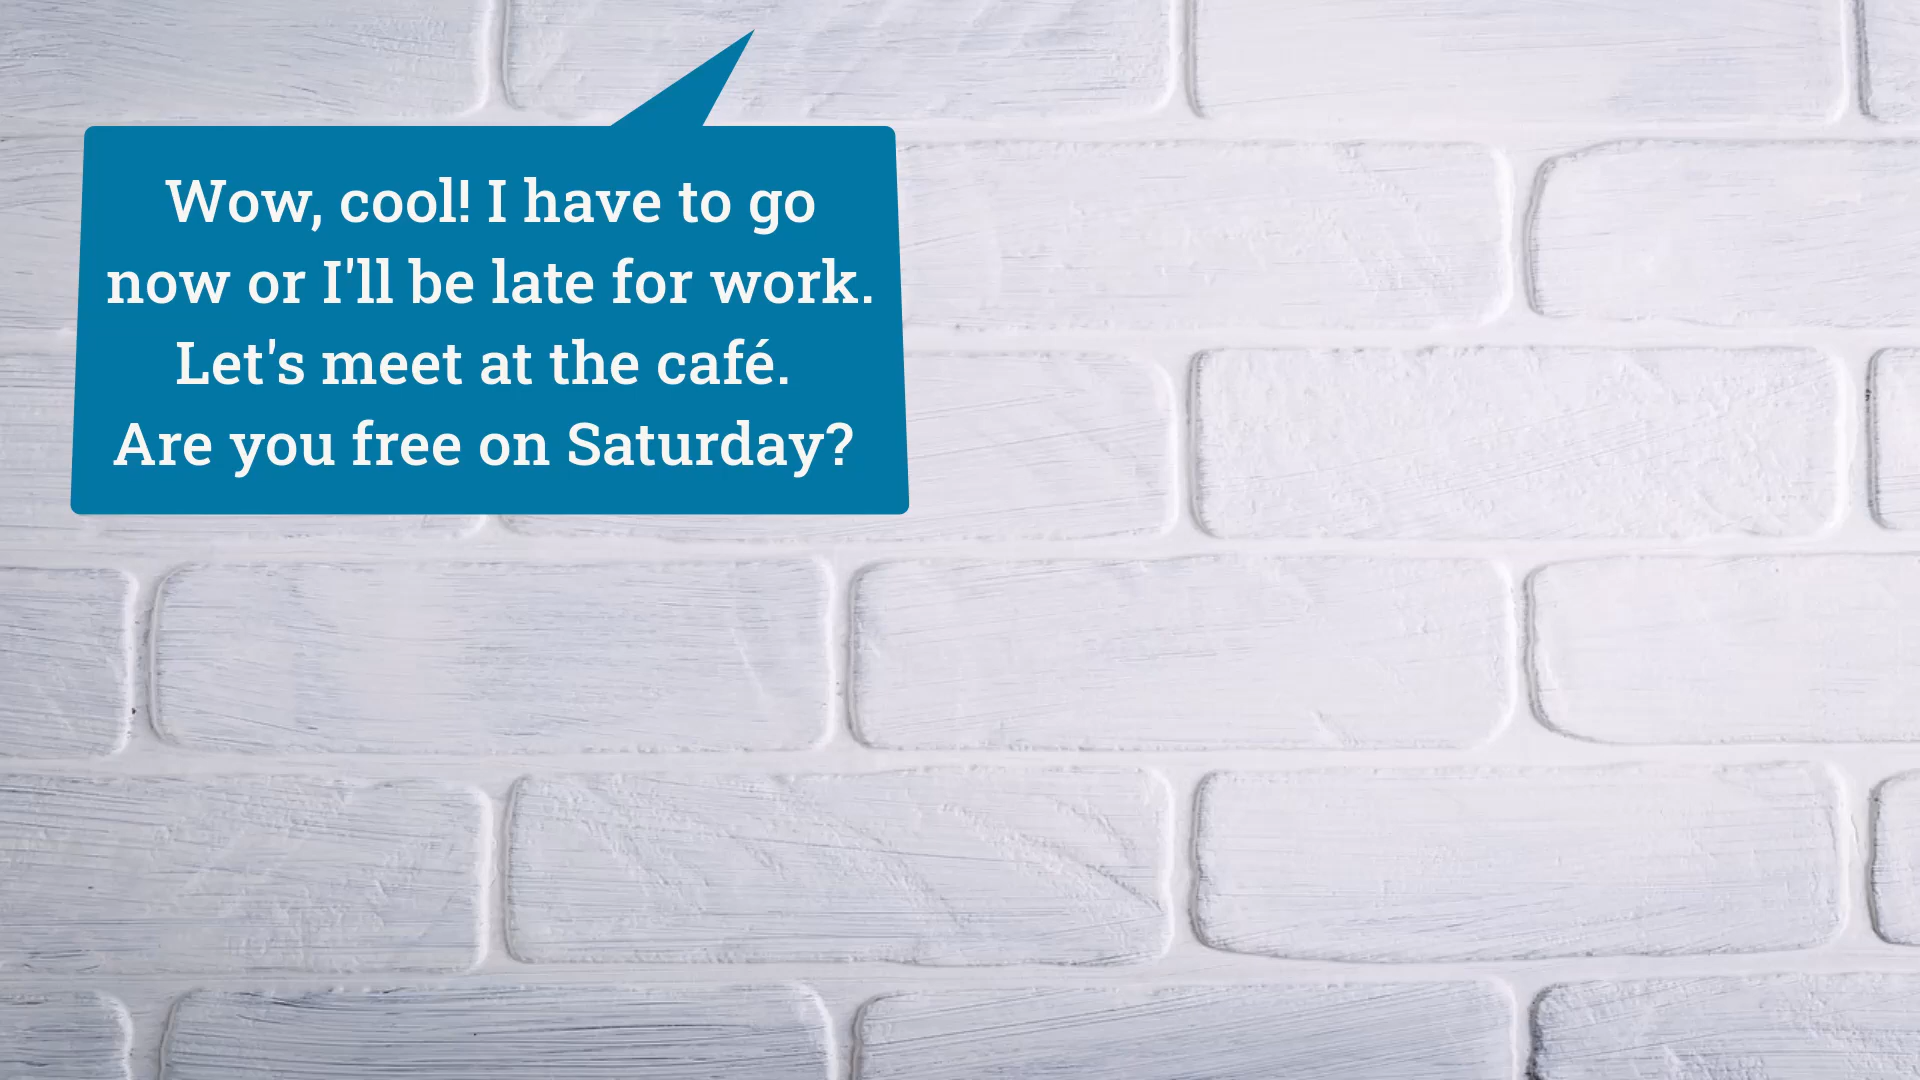 Wow, cool! I have to go
now or I'll be late for work.
Let's meet at the café.
Are you free on Saturday?